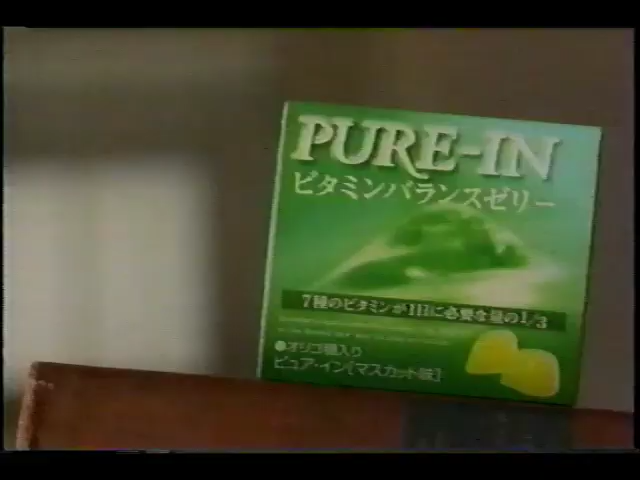 PURE-IN
ビタミンバランスゼリー
7種のビタミンが1日に必要な量の1/3
●オリゴ糖入り
ピュア・イン[マスカット味]